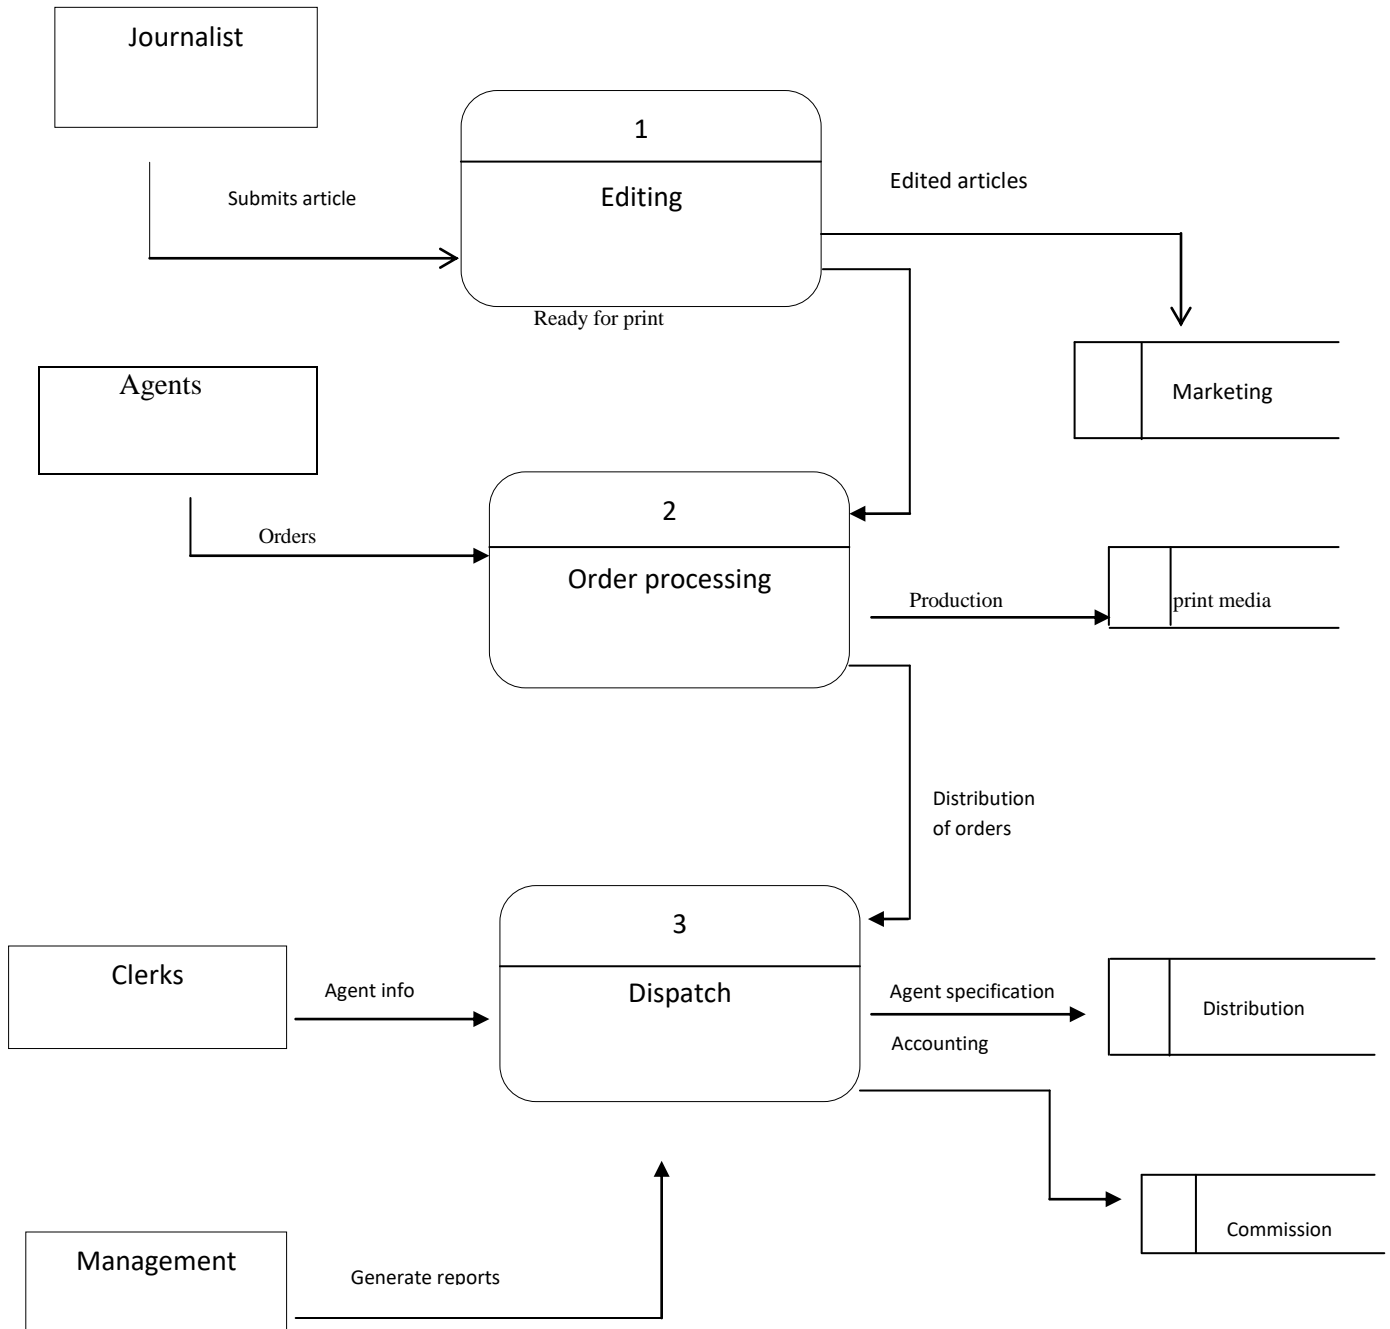 Journalist
1
Editing
Submits article
Edited articles
Ready for print
Agents
Marketing
2
Order processing
Orders
Production
print media
Distribution
of orders
3
Dispatch
Clerks
Agent info
Agent specification
Accounting
Distribution
Commission
Management
Generate reports